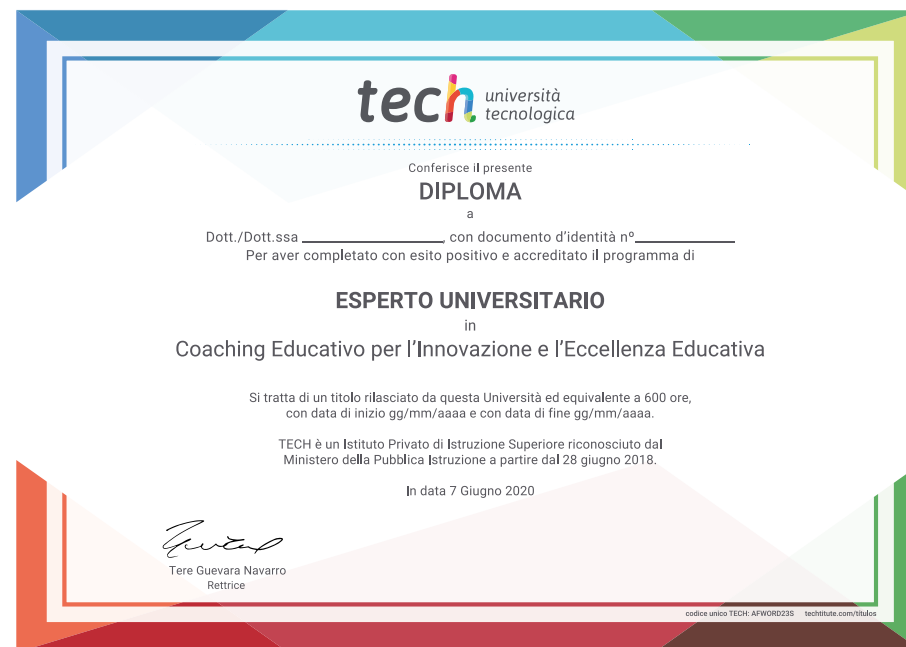 tech università
tecnologica
Conferisce il presente
DIPLOMA
a
Dott./Dott.ssa ____________________, con documento d'identità nº______________
Per aver completato con esito positivo e accreditato il programma di
ESPERTO UNIVERSITARIO
in
Coaching Educativo per l'Innovazione e l'Eccellenza Educativa
Si tratta di un titolo rilasciato da questa Università ed equivalente a 600 ore,
con data di inizio gg/mm/aaaa e con data di fine gg/mm/aaaa.
TECH è un Istituto Privato di Istruzione Superiore riconosciuto dal
Ministero della Pubblica Istruzione a partire dal 28 giugno 2018.
In data 7 Giugno 2020
Tere Guevara Navarro
Rettrice
codice unico TECH: AFWORD23S techtitute.com/titulos